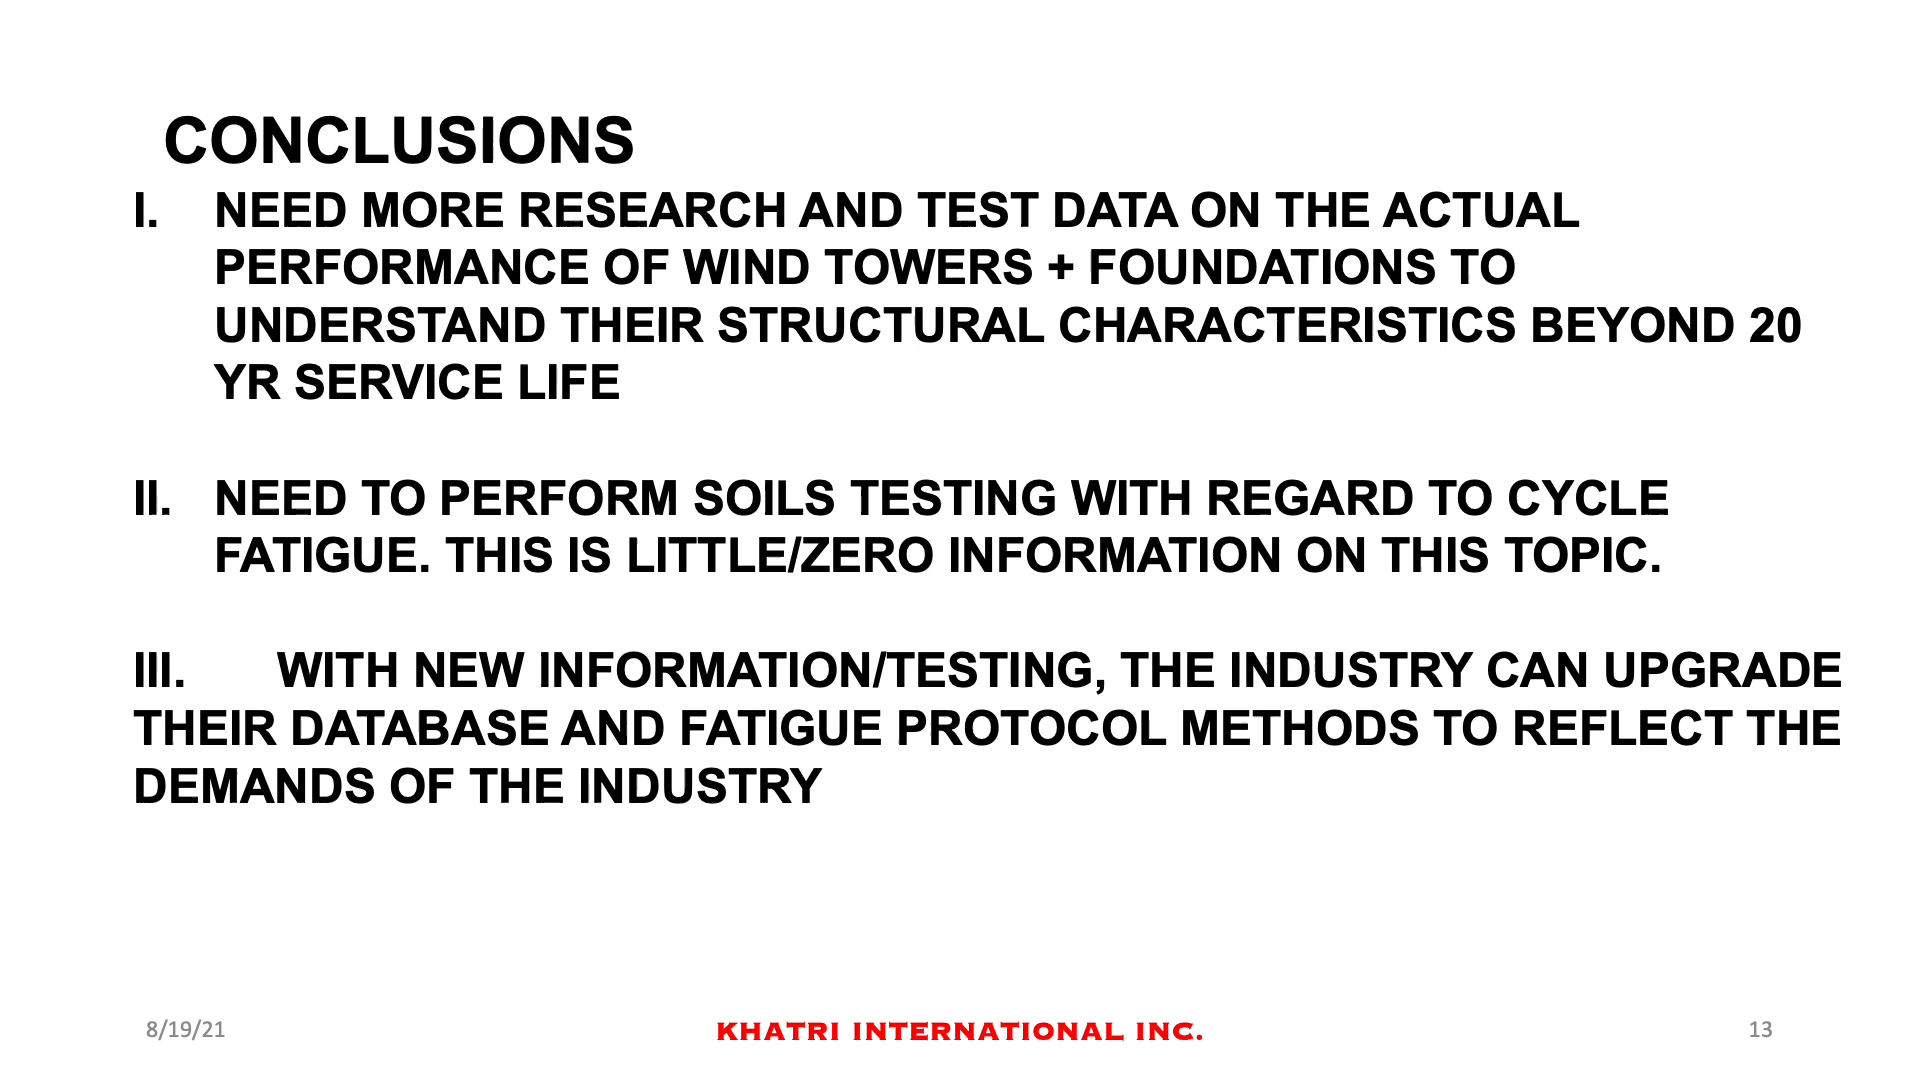 CONCLUSIONS
I. NEED MORE RESEARCH AND TEST DATA ON THE ACTUAL
PERFORMANCE OF WIND TOWERS + FOUNDATIONS TO
UNDERSTAND THEIR STRUCTURAL CHARACTERISTICS BEYOND 20
YR SERVICE LIFE
II. NEED TO PERFORM SOILS TESTING WITH REGARD TO CYCLE
FATIGUE. THIS IS LITTLE/ZERO INFORMATION ON THIS TOPIC.
III. WITH NEW INFORMATION/TESTING, THE INDUSTRY CAN UPGRADE
THEIR DATABASE AND FATIGUE PROTOCOL METHODS TO REFLECT THE
DEMANDS OF THE INDUSTRY
8/19/21
KHATRI INTERNATIONAL INC.
13